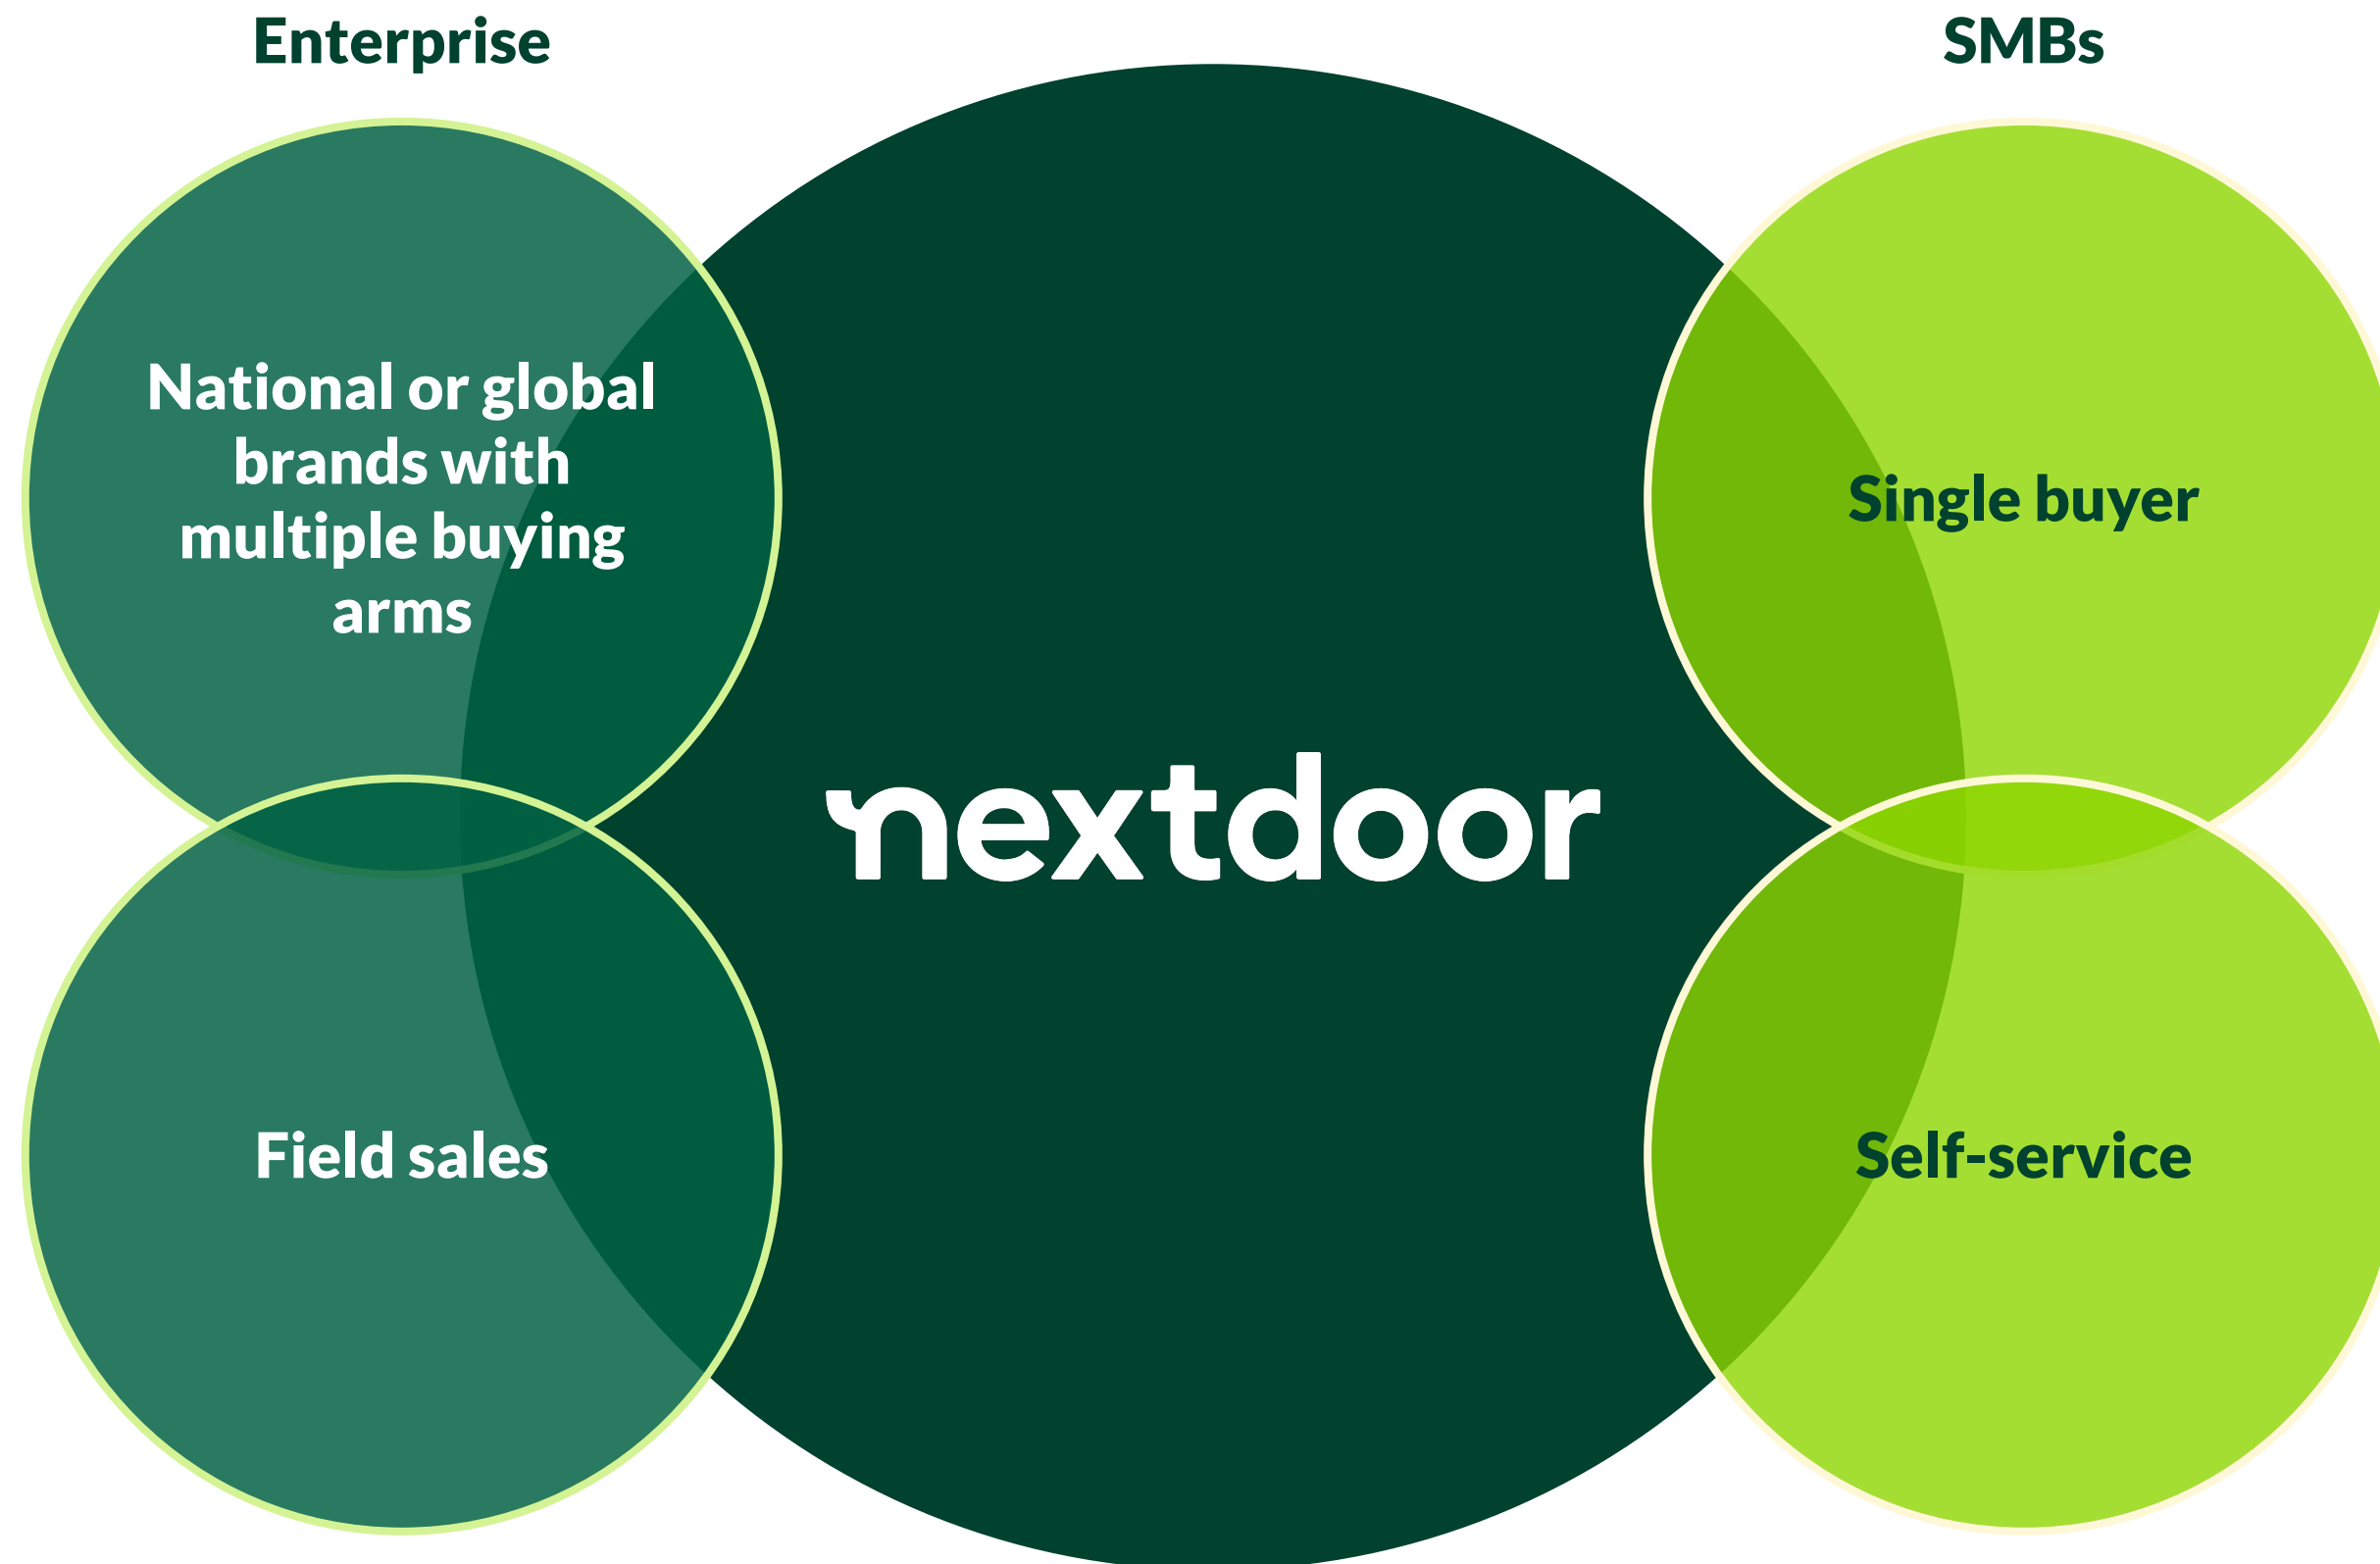 Enterprise
SMBs
National or global
brands with
multiple buying
arms
Single buyer
nextdoor
Field sales
Self-service